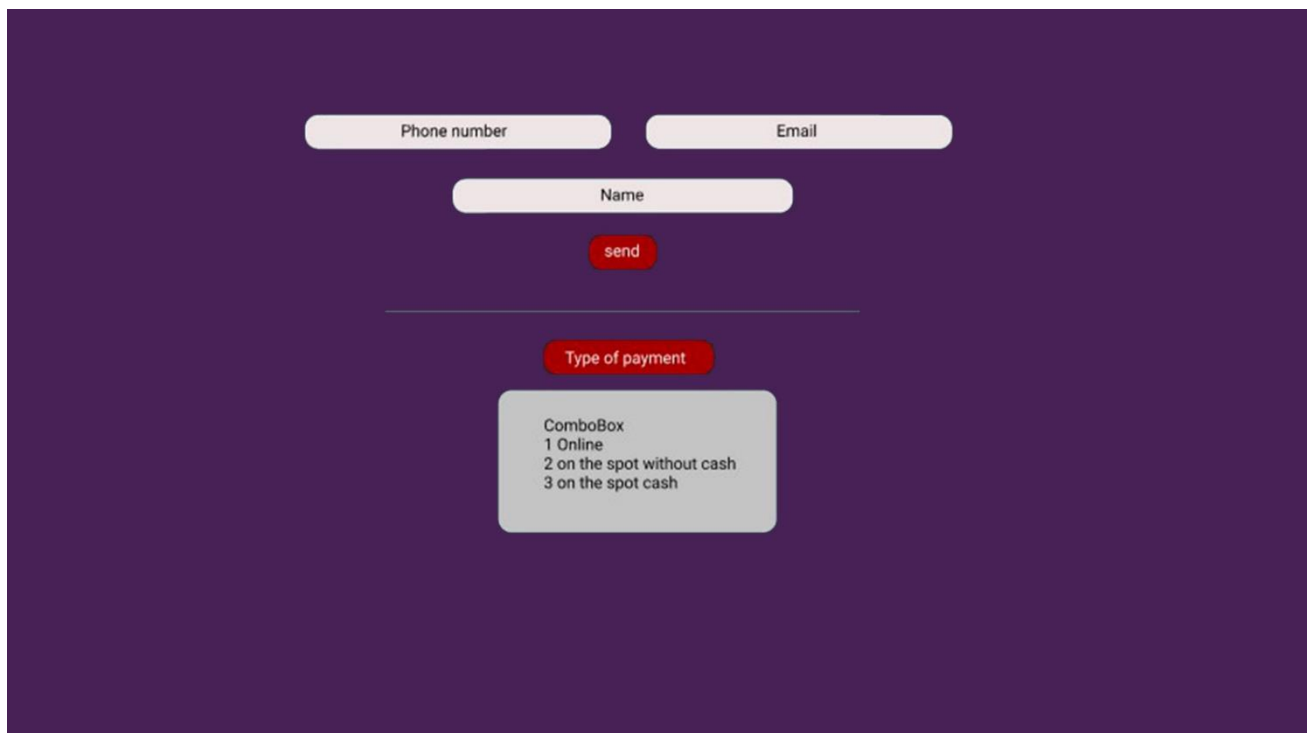 Phone number
Email
Name
send
Type of payment
ComboBox
1 Online
2 on the spot without cash
3 on the spot cash